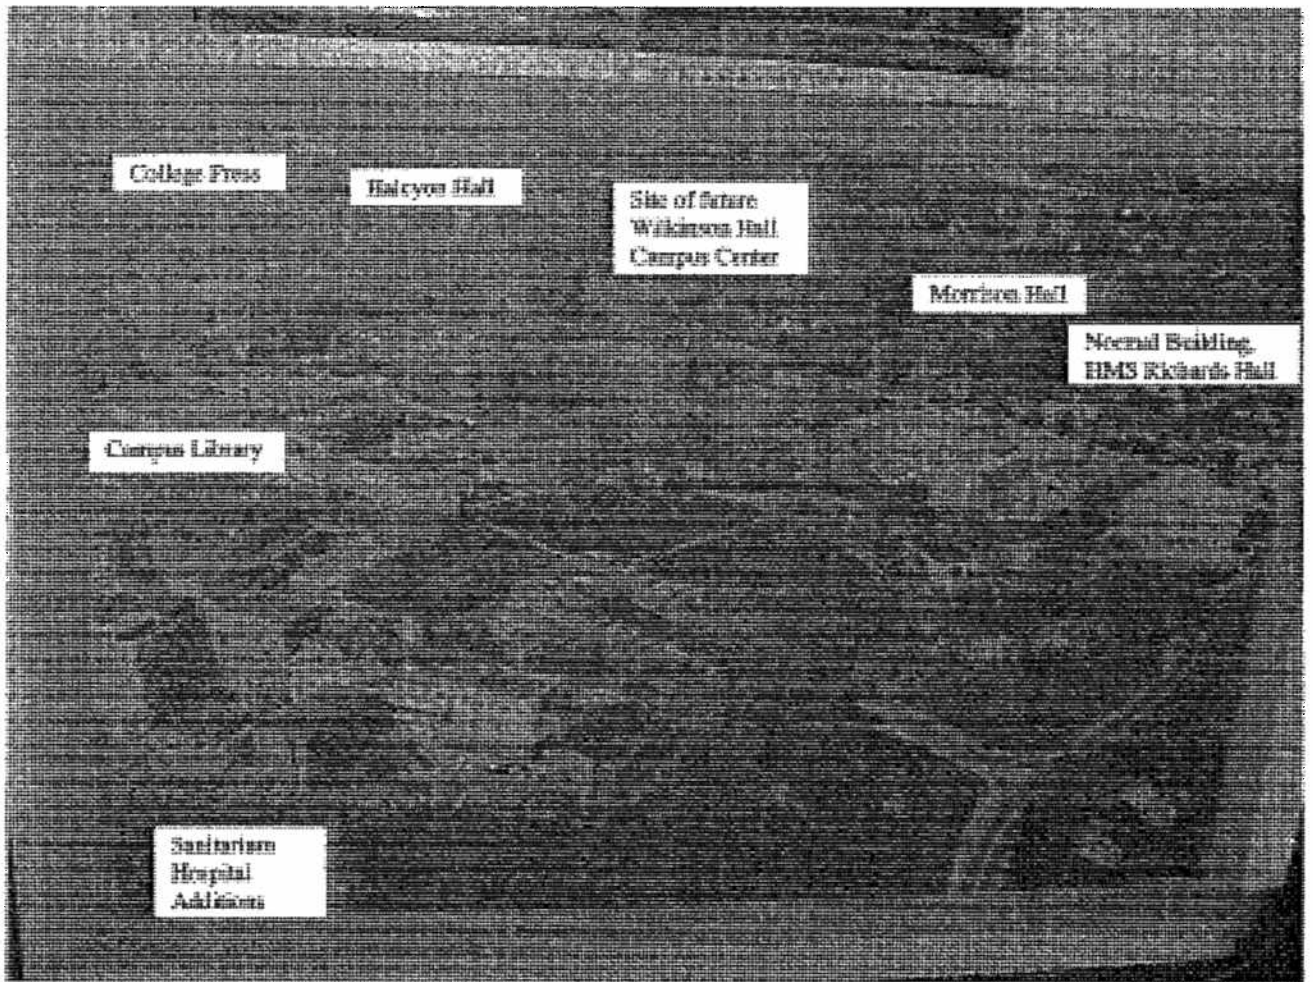 College Press
Halcyon Hall
Site of future
Wilkinson Hall
Campus Center
Morrison Hall
Normal Building,
HMS Richards Hall
Campus Library
Sanitarium
Hospital
Additions